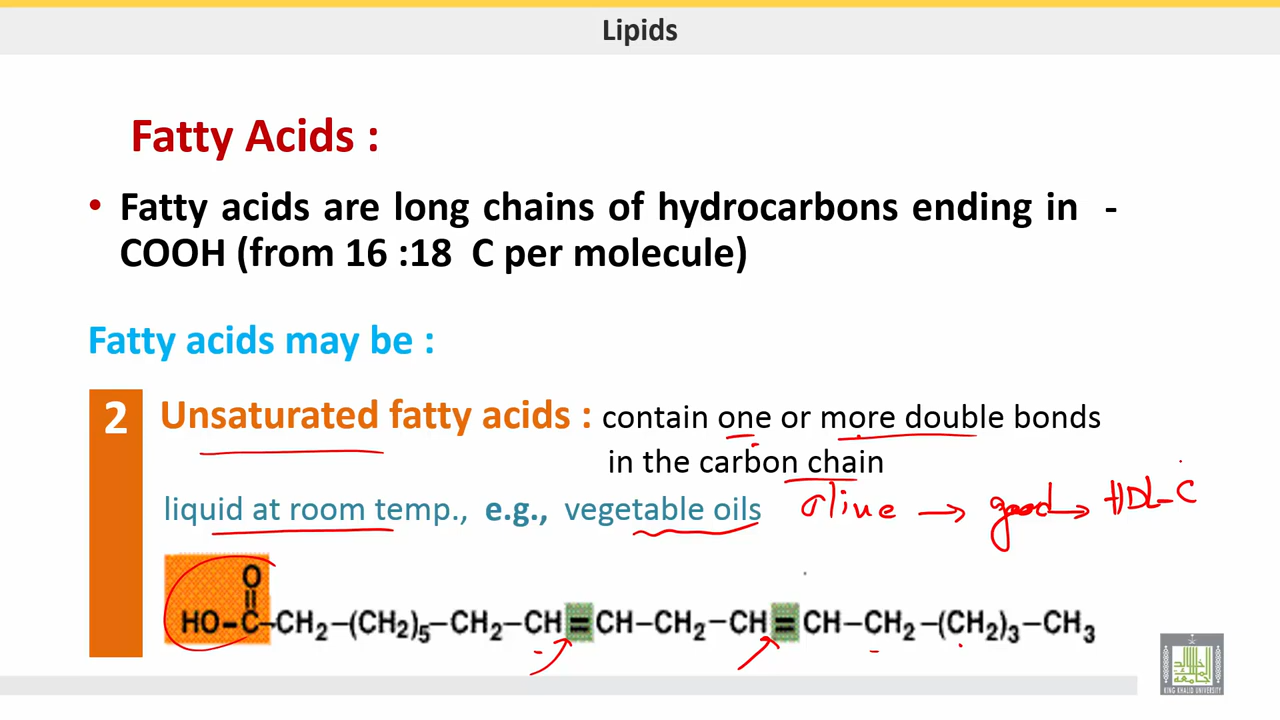 Lipids
Fatty Acids :
• Fatty acids are long chains of hydrocarbons ending in -
COOH (from 16 :18 C per molecule)
Fatty acids may be :
2 Unsaturated fatty acids : contain one or more double bonds
in the carbon chain
liquid at room temp., e.g., vegetable oils olive → good → HDL-C
O
HO–C–CH₂–(CH₂)₅–CH₂–CH=CH–CH₂–CH=CH–CH₂–(CH₂)₃–CH₃
KING KHALID UNIVERSITY